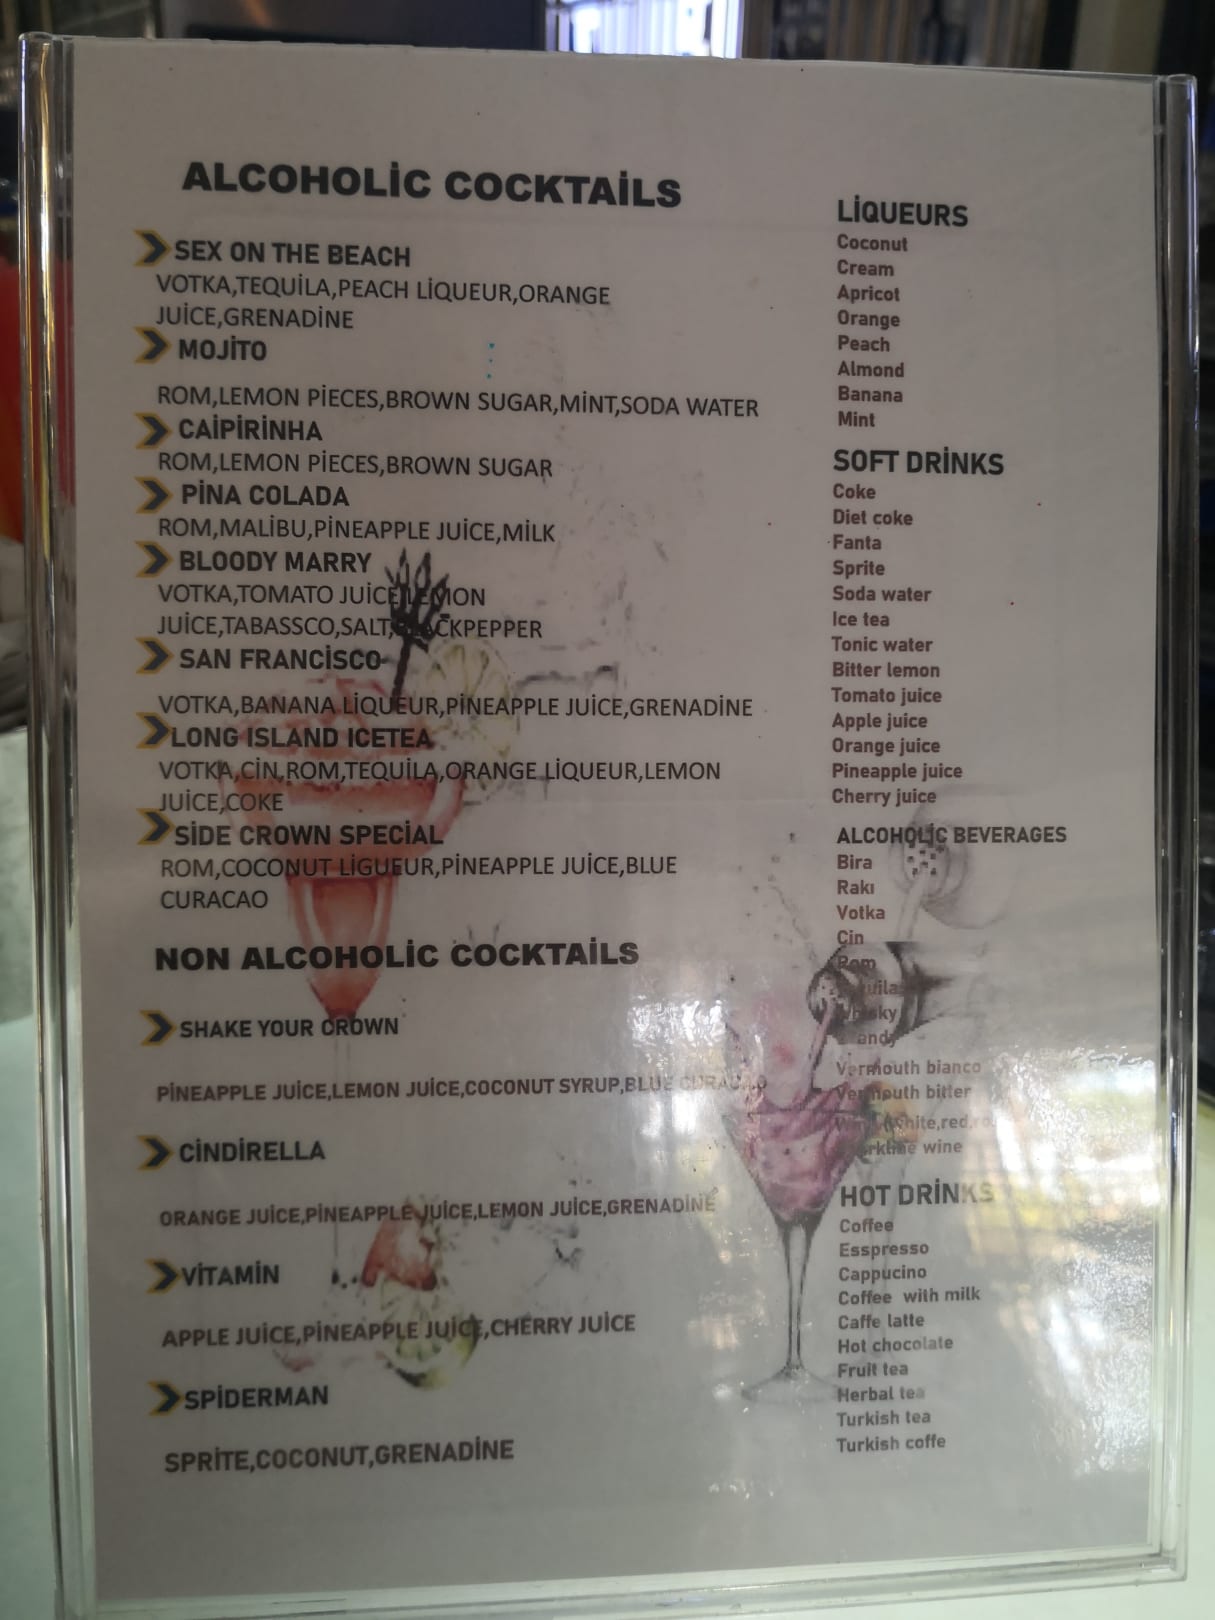 ALCOHOLİC COCKTAİLS
SEX ON THE BEACH
VOTKA,TEQUİLA,PEACH LİQUEUR,ORANGE
JUİCE,GRENADİNE
MOJİTO
ROM,LEMON PİECES,BROWN SUGAR,MİNT,SODA WATER
CAİPİRİNHA
ROM,LEMON PİECES,BROWN SUGAR
PİNA COLADA
ROM,MALİBU,PİNEAPPLE JUİCE,MİLK
BLOODY MARRY
VOTKA,TOMATO JUİCE,LEMON
JUİCE,TABASSCO,SALT,BLACKPEPPER
SAN FRANCİSCO
VOTKA,BANANA LİQUEUR,PİNEAPPLE JUİCE,GRENADİNE
LONG ISLAND ICETEA
VOTKA,CİN,ROM,TEQUİLA,ORANGE LİQUEUR,LEMON
JUİCE,COKE
SİDE CROWN SPECİAL
ROM,COCONUT LİGUEUR,PİNEAPPLE JUİCE,BLUE
CURACAO
NON ALCOHOLİC COCKTAİLS
SHAKE YOUR CROWN
PİNEAPPLE JUİCE,LEMON JUİCE,COCONUT SYRUP,BLUE CURACAO
CİNDİRELLA
ORANGE JUİCE,PİNEAPPLE JUİCE,LEMON JUİCE,GRENADİNE
VİTAMİN
APPLE JUİCE,PİNEAPPLE JUİCE,CHERRY JUİCE
SPİDERMAN
SPRİTE,COCONUT,GRENADİNE
LİQUEURS
Coconut
Cream
Apricot
Orange
Peach
Almond
Banana
Mint
SOFT DRİNKS
Coke
Diet coke
Fanta
Sprite
Soda water
Ice tea
Tonic water
Bitter lemon
Tomato juice
Apple juice
Orange juice
Pineapple juice
Cherry juice
ALCOHOLİC BEVERAGES
Bira
Rakı
Votka
Cin
Rom
Tequila
Whisky
Brandy
Vermouth bianco
Vermouth bitter
wine
HOT DRİNKS
Coffee
Esspresso
Cappucino
Coffee with milk
Caffe latte
Hot chocolate
Fruit tea
Herbal tea
Turkish tea
Turkish coffe